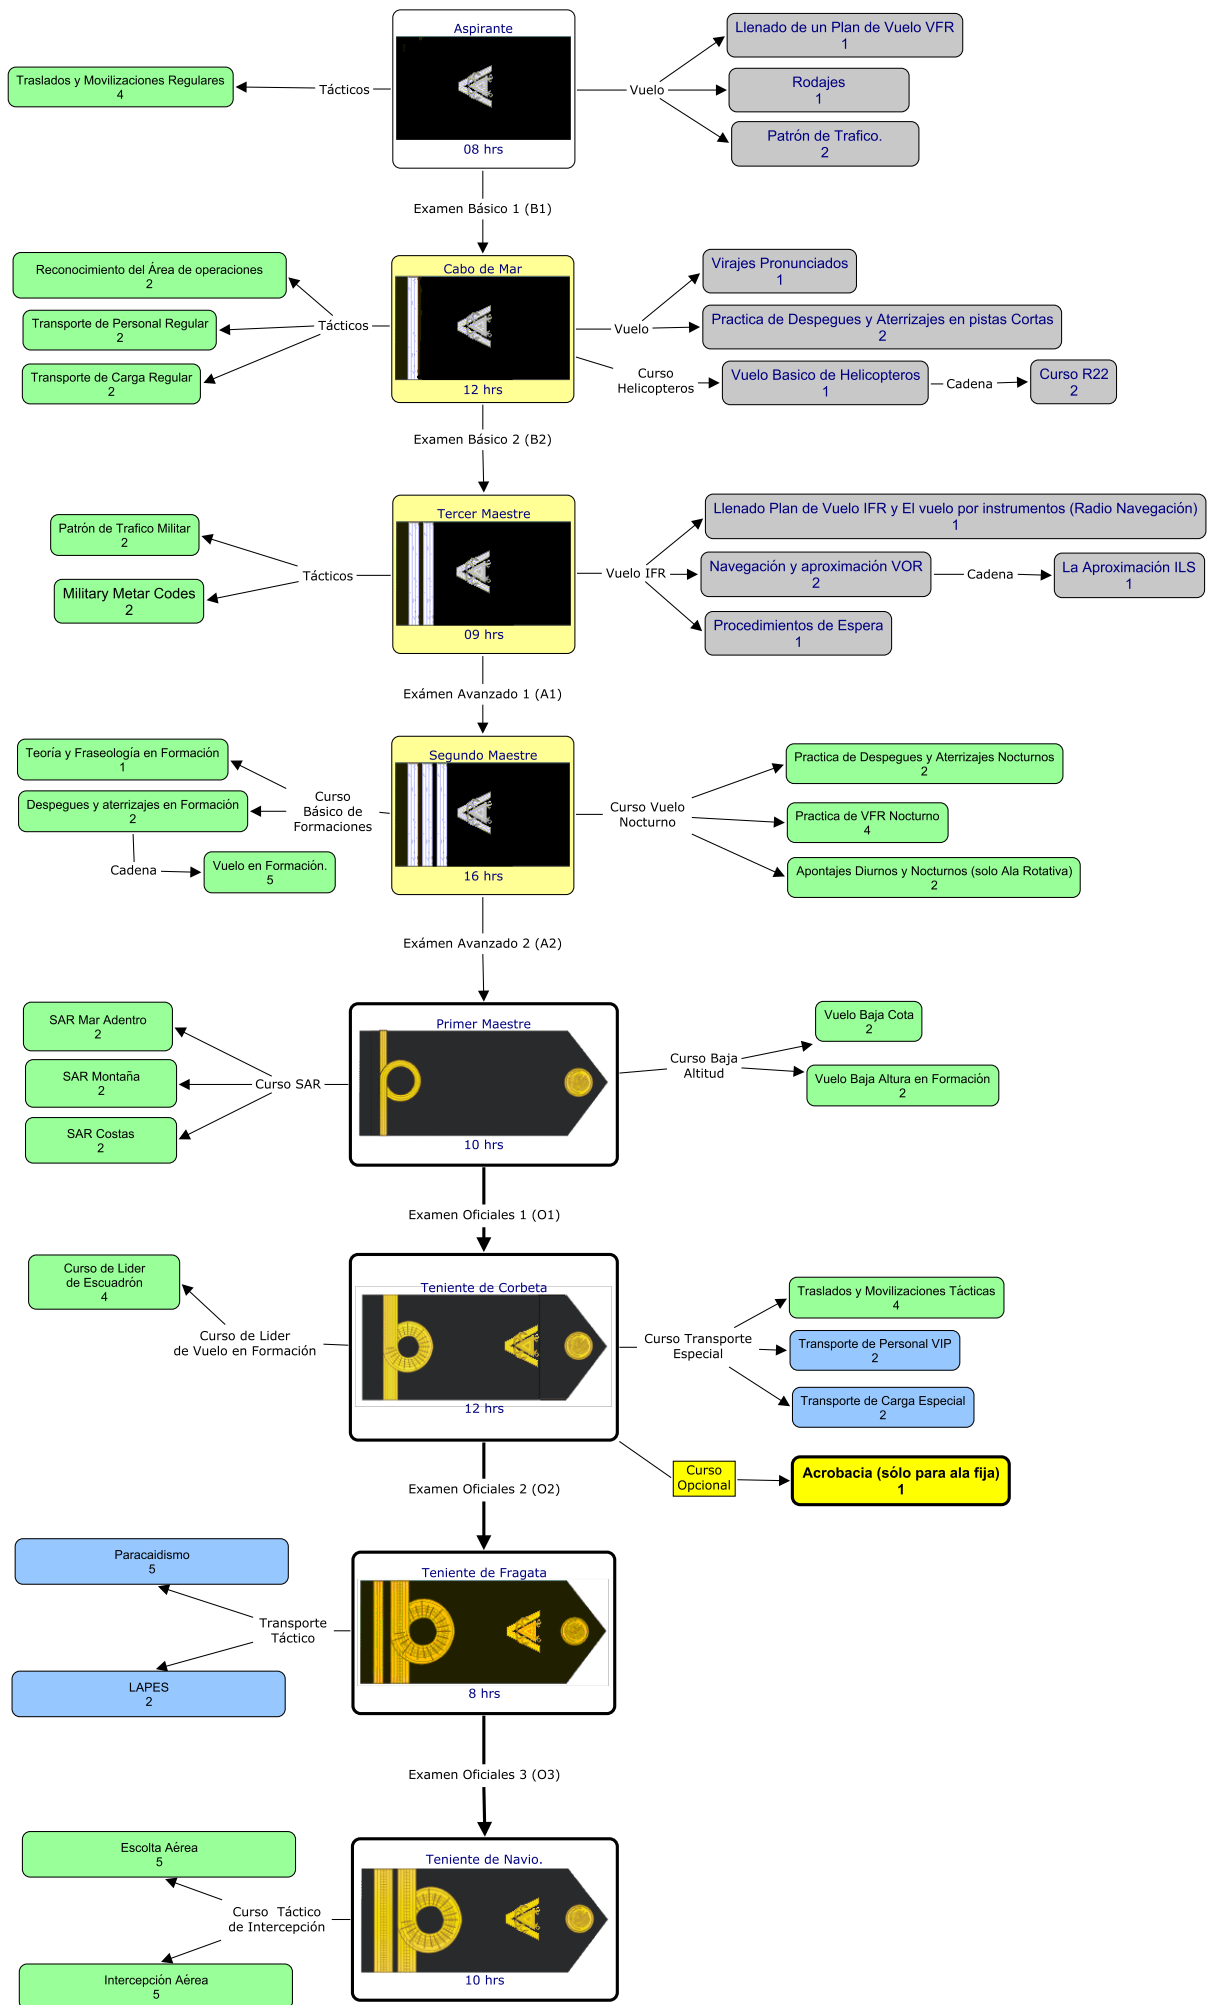 Aspirante
08 hrs
Tácticos
Traslados y Movilizaciones Regulares
4
Vuelo
Llenado de un Plan de Vuelo VFR
1
Rodajes
1
Patrón de Trafico.
2
Examen Básico 1 (B1)
Cabo de Mar
12 hrs
Tácticos
Reconocimiento del Área de operaciones
2
Transporte de Personal Regular
2
Transporte de Carga Regular
2
Vuelo
Virajes Pronunciados
1
Practica de Despegues y Aterrizajes en pistas Cortas
2
Curso
Helicopteros
Vuelo Basico de Helicopteros
1
Cadena
Curso R22
2
Examen Básico 2 (B2)
Tercer Maestre
09 hrs
Tácticos
Patrón de Trafico Militar
2
Military Metar Codes
2
Vuelo IFR
Llenado Plan de Vuelo IFR y El vuelo por instrumentos (Radio Navegación)
1
Navegación y aproximación VOR
2
Cadena
La Aproximación ILS
1
Procedimientos de Espera
1
Exámen Avanzado 1 (A1)
Segundo Maestre
16 hrs
Curso
Básico de
Formaciones
Teoría y Fraseología en Formación
1
Despegues y aterrizajes en Formación
2
Cadena
Vuelo en Formación.
5
Curso Vuelo
Nocturno
Practica de Despegues y Aterrizajes Nocturnos
2
Practica de VFR Nocturno
4
Apontajes Diurnos y Nocturnos (solo Ala Rotativa)
2
Exámen Avanzado 2 (A2)
Primer Maestre
10 hrs
Curso SAR
SAR Mar Adentro
2
SAR Montaña
2
SAR Costas
2
Curso Baja
Altitud
Vuelo Baja Cota
2
Vuelo Baja Altura en Formación
2
Examen Oficiales 1 (O1)
Teniente de Corbeta
12 hrs
Curso de Lider
de Vuelo en Formación
Curso de Lider
de Escuadrón
4
Curso Transporte
Especial
Traslados y Movilizaciones Tácticas
4
Transporte de Personal VIP
2
Transporte de Carga Especial
2
Curso
Opcional
Acrobacia (sólo para ala fija)
1
Examen Oficiales 2 (O2)
Teniente de Fragata
8 hrs
Transporte
Táctico
Paracaidismo
5
LAPES
2
Examen Oficiales 3 (O3)
Teniente de Navio.
10 hrs
Curso Táctico
de Intercepción
Escolta Aérea
5
Intercepción Aérea
5